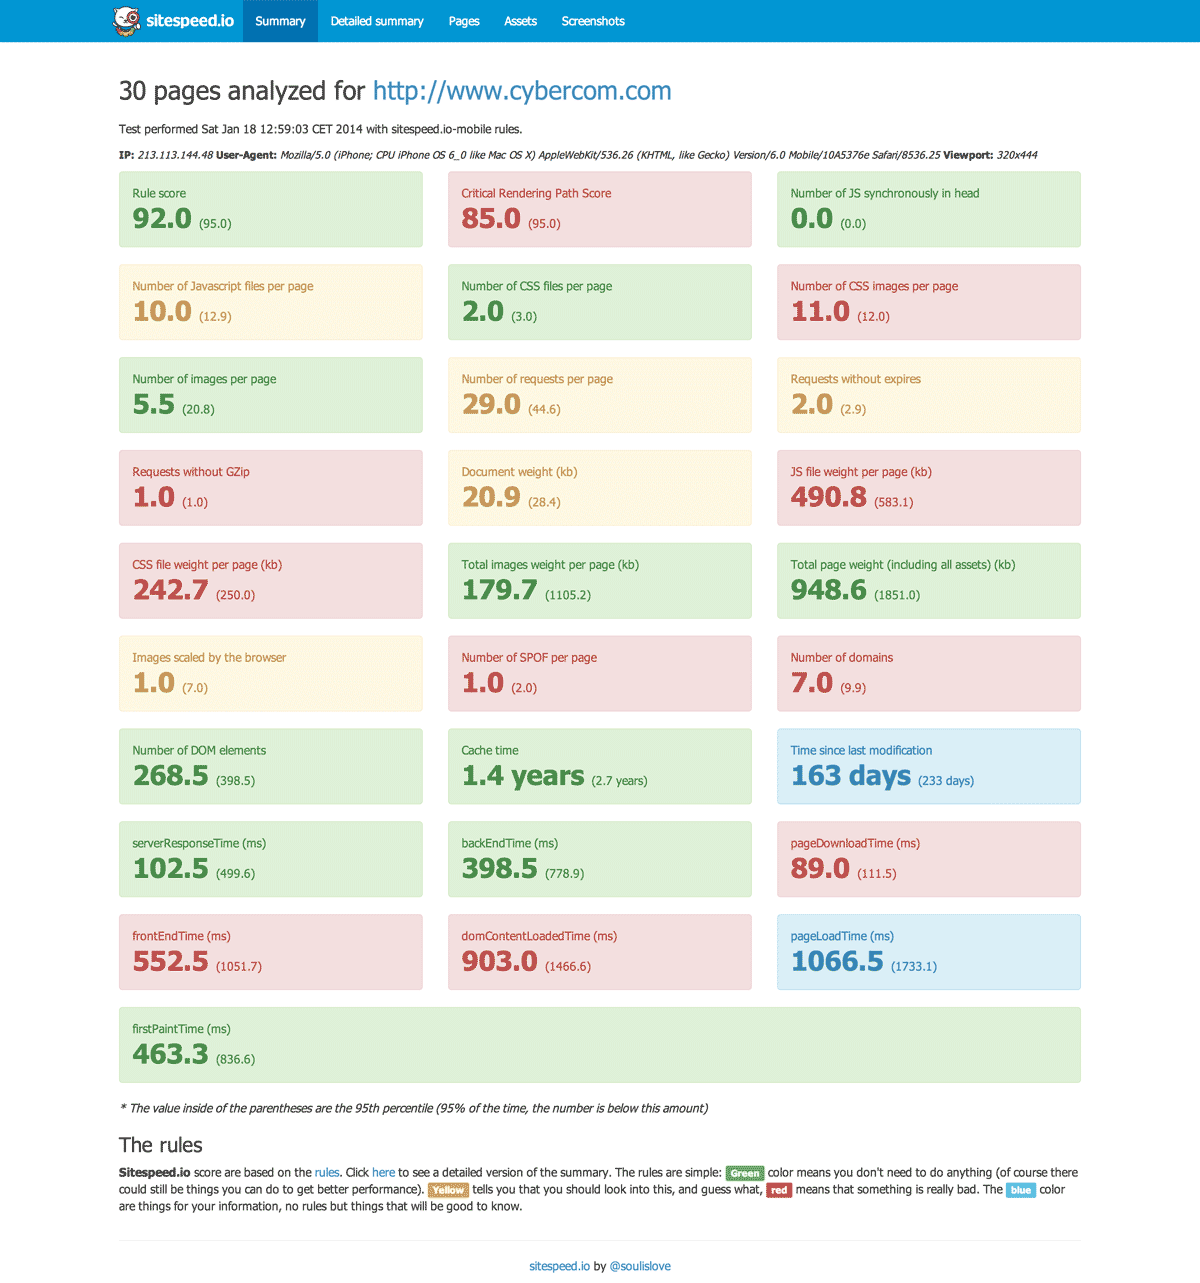 sitespeed.io Summary Detailed summary Pages Assets Screenshots
30 pages analyzed for http://www.cybercom.com
Test performed Sat Jan 18 12:59:03 CET 2014 with sitespeed.io-mobile rules.
IP: 213.113.144.48 User-Agent: Mozilla/5.0 (iPhone; CPU iPhone OS 6_0 like Mac OS X) AppleWebKit/536.26 (KHTML, like Gecko) Version/6.0 Mobile/10A5376e Safari/8536.25 Viewport: 320x444
Rule score
92.0 (95.0)
Critical Rendering Path Score
85.0 (95.0)
Number of JS synchronously in head
0.0 (0.0)
Number of Javascript files per page
10.0 (12.9)
Number of CSS files per page
2.0 (3.0)
Number of CSS images per page
11.0 (12.0)
Number of images per page
5.5 (20.8)
Number of requests per page
29.0 (44.6)
Requests without expires
2.0 (2.9)
Requests without GZip
1.0 (1.0)
Document weight (kb)
20.9 (28.4)
JS file weight per page (kb)
490.8 (583.1)
CSS file weight per page (kb)
242.7 (250.0)
Total images weight per page (kb)
179.7 (1105.2)
Total page weight (including all assets) (kb)
948.6 (1851.0)
Images scaled by the browser
1.0 (7.0)
Number of SPOF per page
1.0 (2.0)
Number of domains
7.0 (9.9)
Number of DOM elements
268.5 (398.5)
Cache time
1.4 years (2.7 years)
Time since last modification
163 days (233 days)
serverResponseTime (ms)
102.5 (499.6)
backEndTime (ms)
398.5 (778.9)
pageDownloadTime (ms)
89.0 (111.5)
frontEndTime (ms)
552.5 (1051.7)
domContentLoadedTime (ms)
903.0 (1466.6)
pageLoadTime (ms)
1066.5 (1733.1)
firstPaintTime (ms)
463.3 (836.6)
* The value inside of the parentheses are the 95th percentile (95% of the time, the number is below this amount)
The rules
Sitespeed.io score are based on the rules. Click here to see a detailed version of the summary. The rules are simple: Green color means you don't need to do anything (of course there
could still be things you can do to get better performance). Yellow tells you that you should look into this, and guess what, red means that something is really bad. The blue color
are things for your information, no rules but things that will be good to know.
sitespeed.io by @soulislove